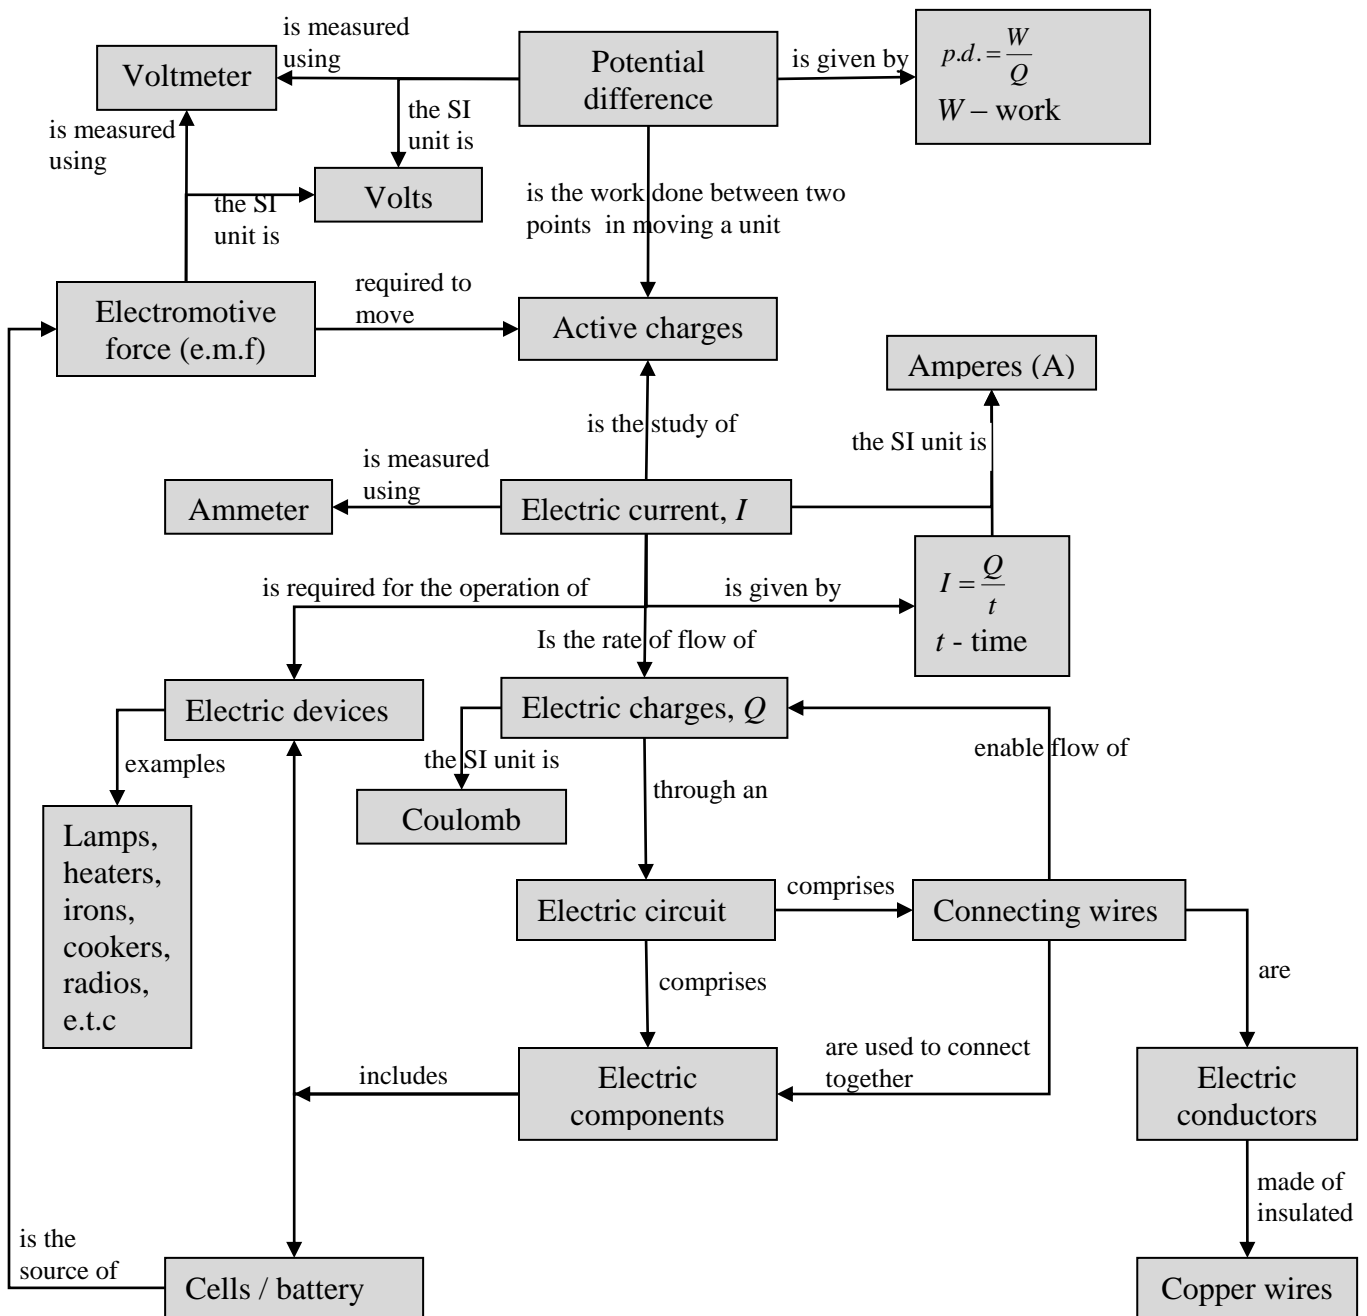 is measured
using
Voltmeter
Potential
difference
is given by
p.d. = W/Q
W – work
the SI
unit is
is measured
using
Volts
the SI
unit is
is the work done between two
points in moving a unit
Electromotive
force (e.m.f)
required to
move
Active charges
Amperes (A)
is the study of
the SI unit is
is measured
using
Ammeter
Electric current, I
is required for the operation of
is given by
I = Q/t
t - time
Is the rate of flow of
Electric devices
Electric charges, Q
enable flow of
examples
the SI unit is
through an
Coulomb
Lamps,
heaters,
irons,
cookers,
radios,
e.t.c
Electric circuit
comprises
Connecting wires
comprises
are
includes
Electric
components
are used to connect
together
Electric
conductors
made of
insulated
is the
source of
Cells / battery
Copper wires